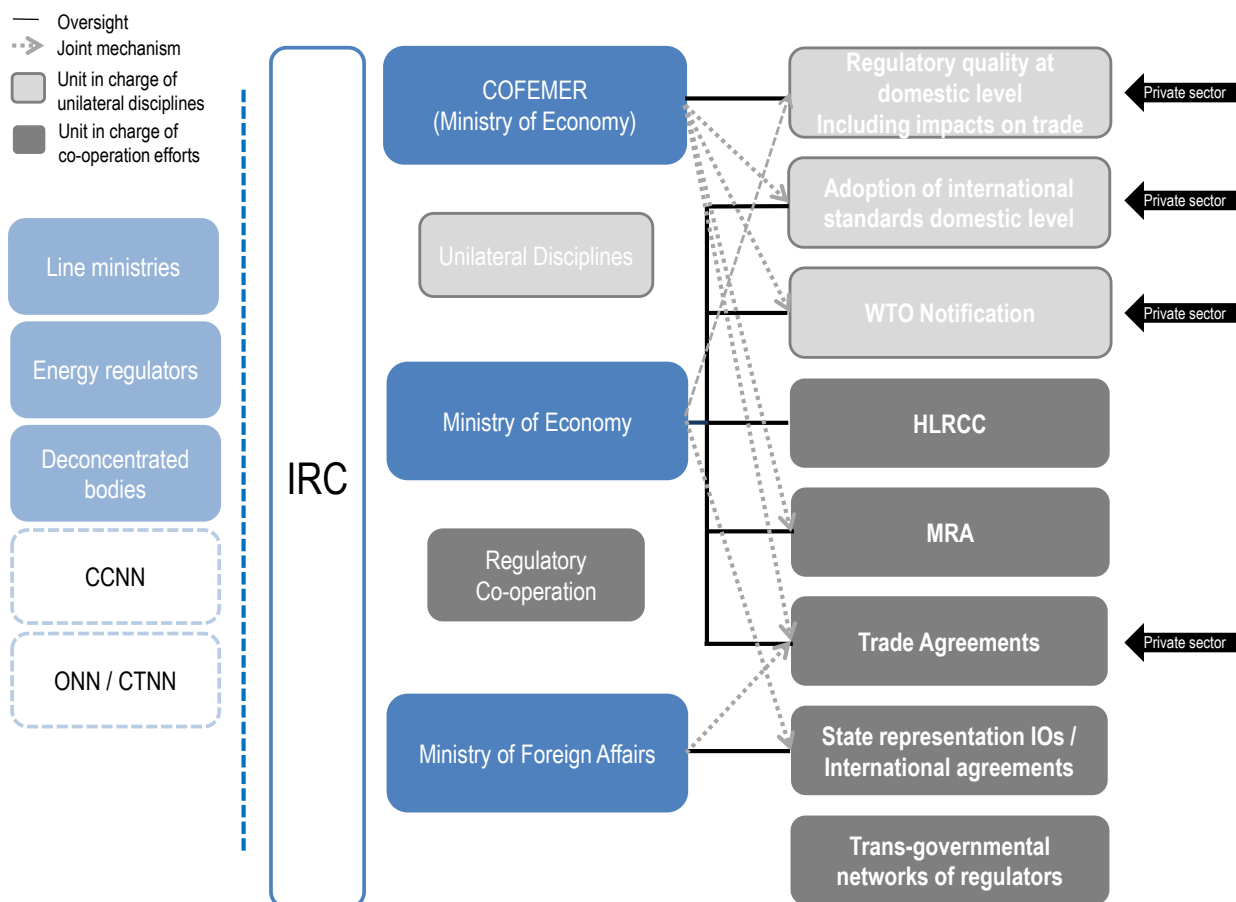 Oversight
Joint mechanism
Unit in charge of
unilateral disciplines
Unit in charge of
co-operation efforts
Line ministries
Energy regulators
Deconcentrated
bodies
CCNN
ONN / CTNN
IRC
COFEMER
(Ministry of Economy)
Unilateral Disciplines
Ministry of Economy
Regulatory
Co-operation
Ministry of Foreign Affairs
Regulatory quality at
domestic level
Including impacts on trade
Adoption of international
standards domestic level
WTO Notification
HLRCC
MRA
Trade Agreements
State representation IOs /
International agreements
Trans-governmental
networks of regulators
Private sector
Private sector
Private sector
Private sector